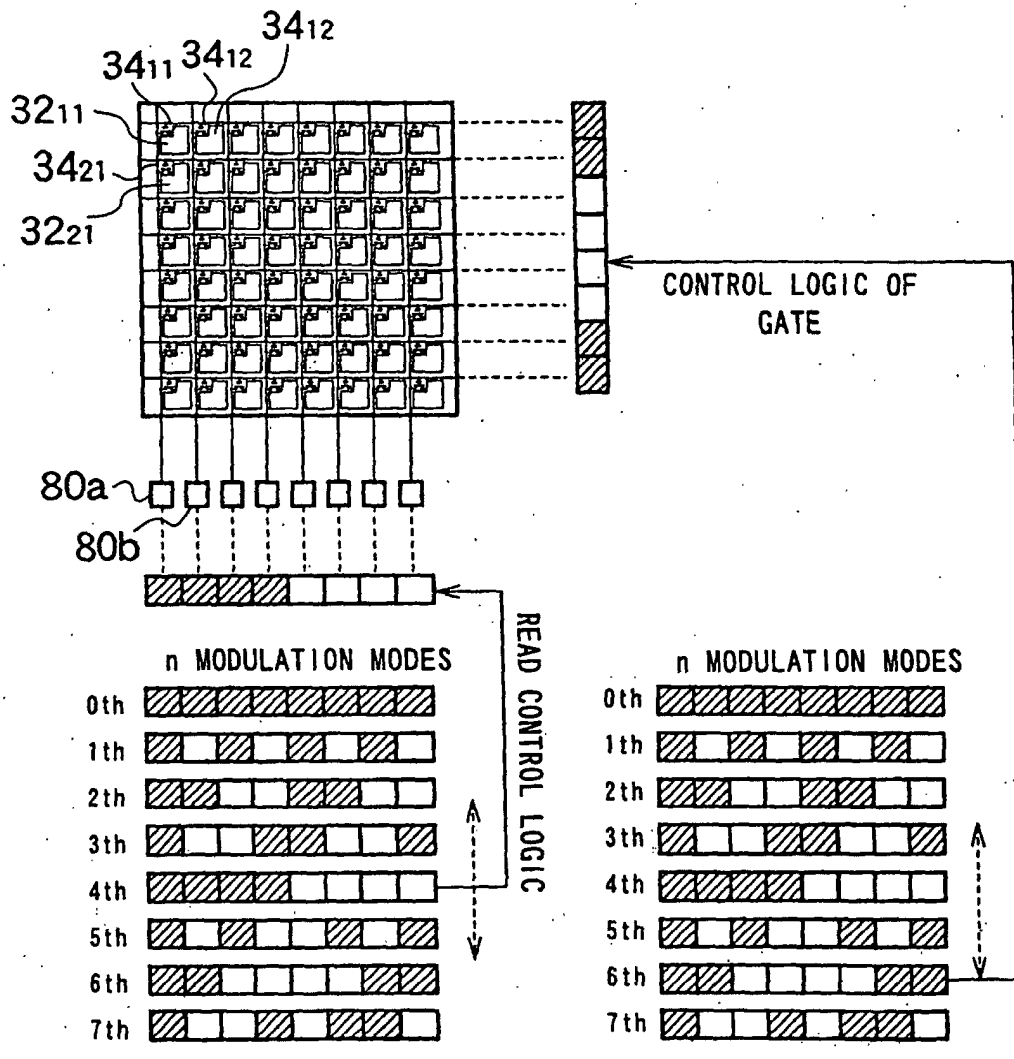 34₁₂
34₁₁ 34₁₂
32₁₁
34₂₁
32₂₁
CONTROL LOGIC OF
GATE
80a
80b
READ CONTROL LOGIC
n MODULATION MODES
0th
1th
2th
3th
4th
5th
6th
7th
n MODULATION MODES
0th
1th
2th
3th
4th
5th
6th
7th